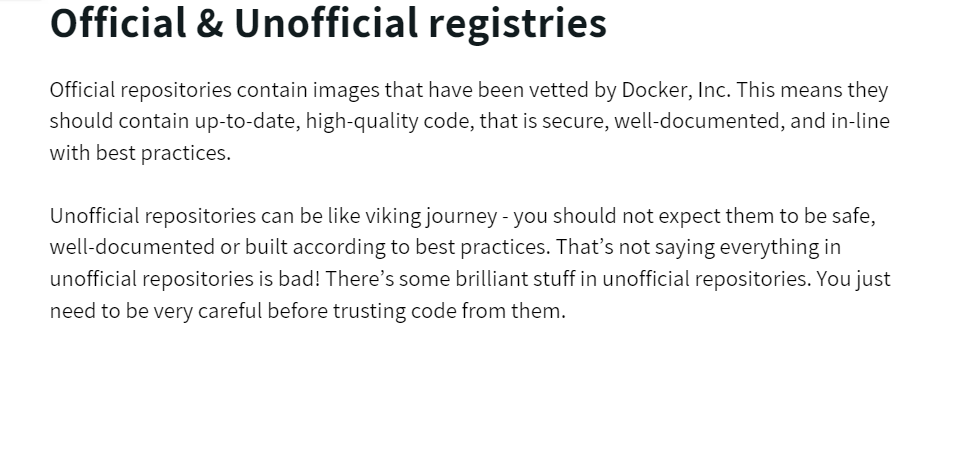 Official & Unofficial registries
Official repositories contain images that have been vetted by Docker, Inc. This means they
should contain up-to-date, high-quality code, that is secure, well-documented, and in-line
with best practices.
Unofficial repositories can be like viking journey - you should not expect them to be safe,
well-documented or built according to best practices. That’s not saying everything in
unofficial repositories is bad! There’s some brilliant stuff in unofficial repositories. You just
need to be very careful before trusting code from them.